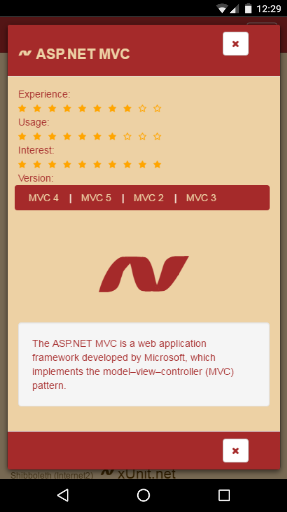 12:29
ASP.NET MVC
Experience:
Usage:
Interest:
Version:
MVC 4 | MVC 5 | MVC 2 | MVC 3
The ASP.NET MVC is a web application
framework developed by Microsoft, which
implements the model–view–controller (MVC)
pattern.
Shibboleth (Internet2) xUnit.net